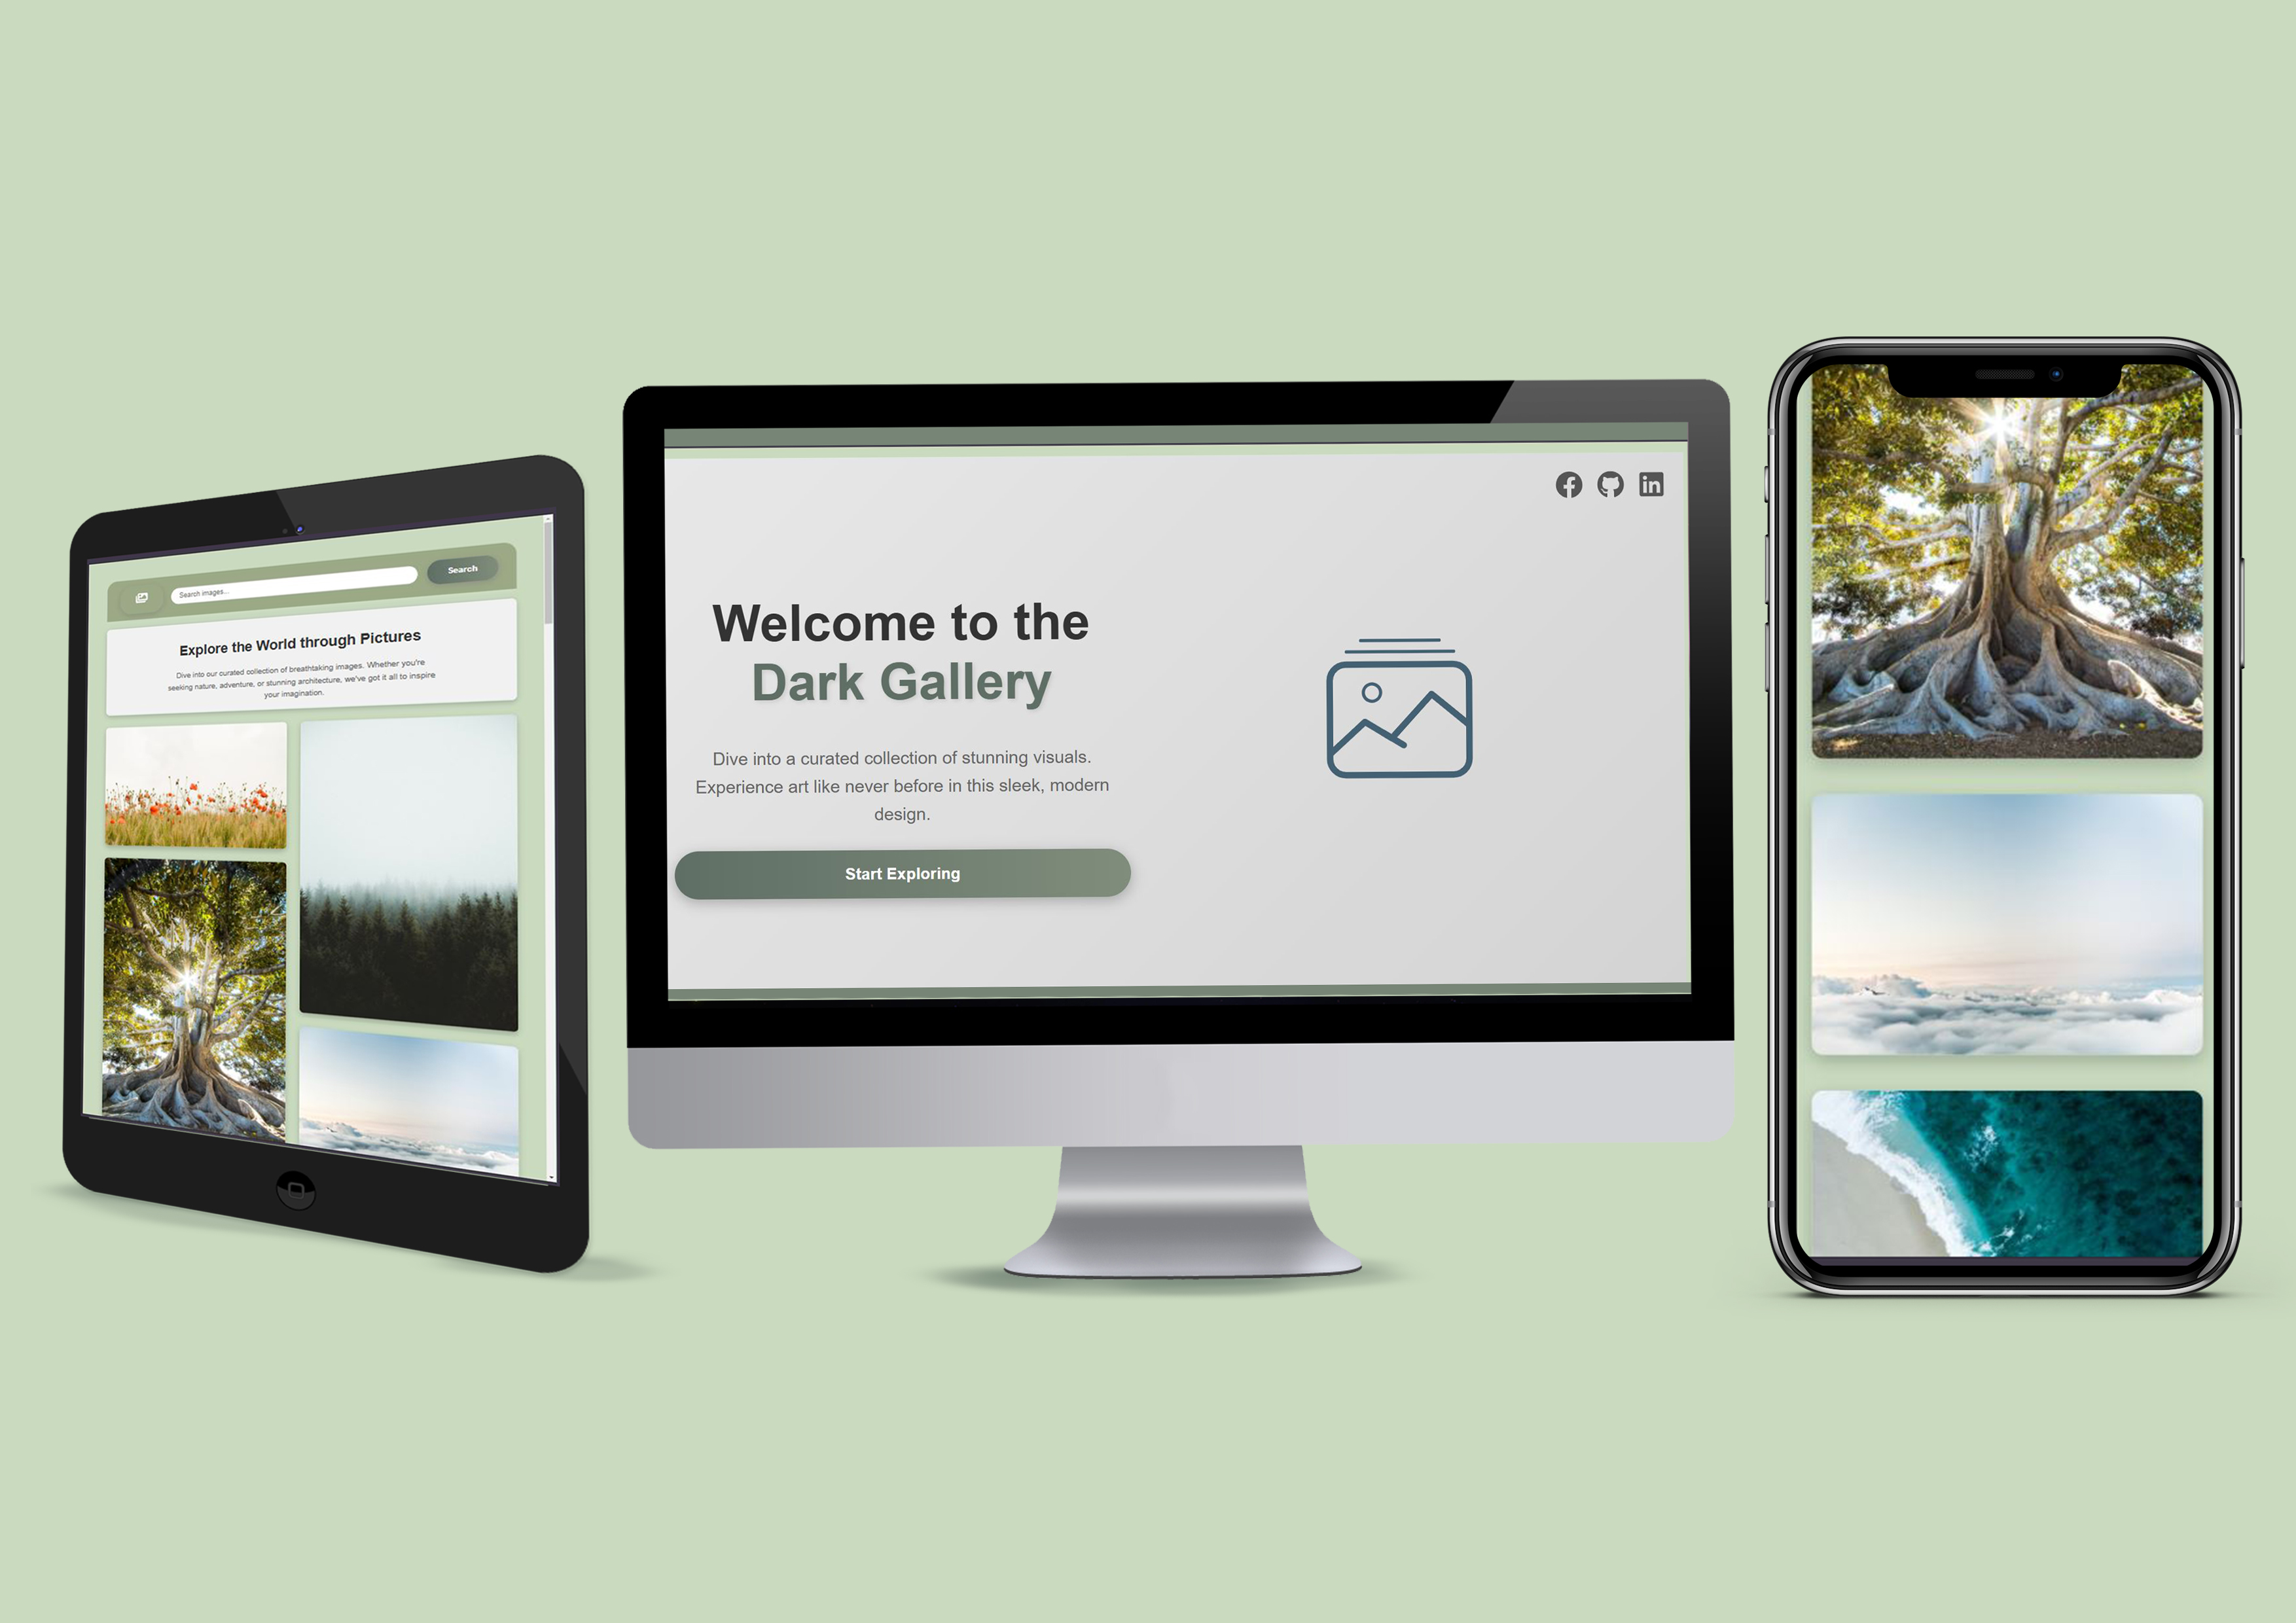 Search images...
Search
Explore the World through Pictures
Dive into our curated collection of breathtaking images. Whether you're
seeking nature, adventure, or stunning architecture, we've got it all to inspire
your imagination.
Welcome to the
Dark Gallery
Dive into a curated collection of stunning visuals.
Experience art like never before in this sleek, modern
design.
Start Exploring